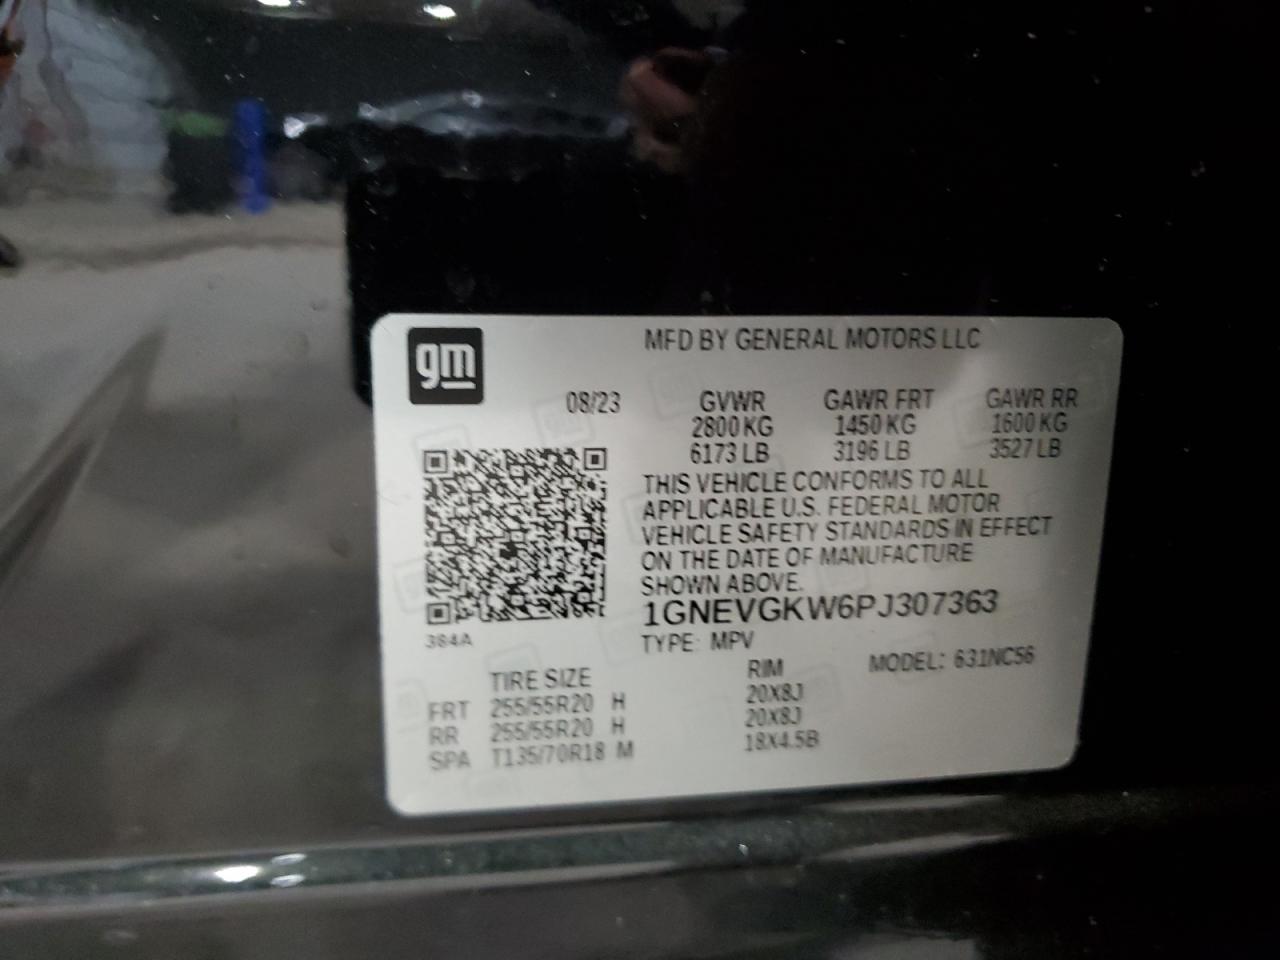 gm
MFD BY GENERAL MOTORS LLC
08/23 GVWR GAWR FRT GAWR RR
2800 KG 1450 KG 1600 KG
6173 LB 3196 LB 3527 LB
THIS VEHICLE CONFORMS TO ALL
APPLICABLE U.S. FEDERAL MOTOR
VEHICLE SAFETY STANDARDS IN EFFECT
ON THE DATE OF MANUFACTURE
SHOWN ABOVE.
1GNEVGKW6PJ307363
384A
TYPE: MPV
MODEL: 631NC56
TIRE SIZE RIM
FRT 255/55R20 H 20X8J
RR 255/55R20 H 20X8J
SPA T135/70R18 M 18X4.5B